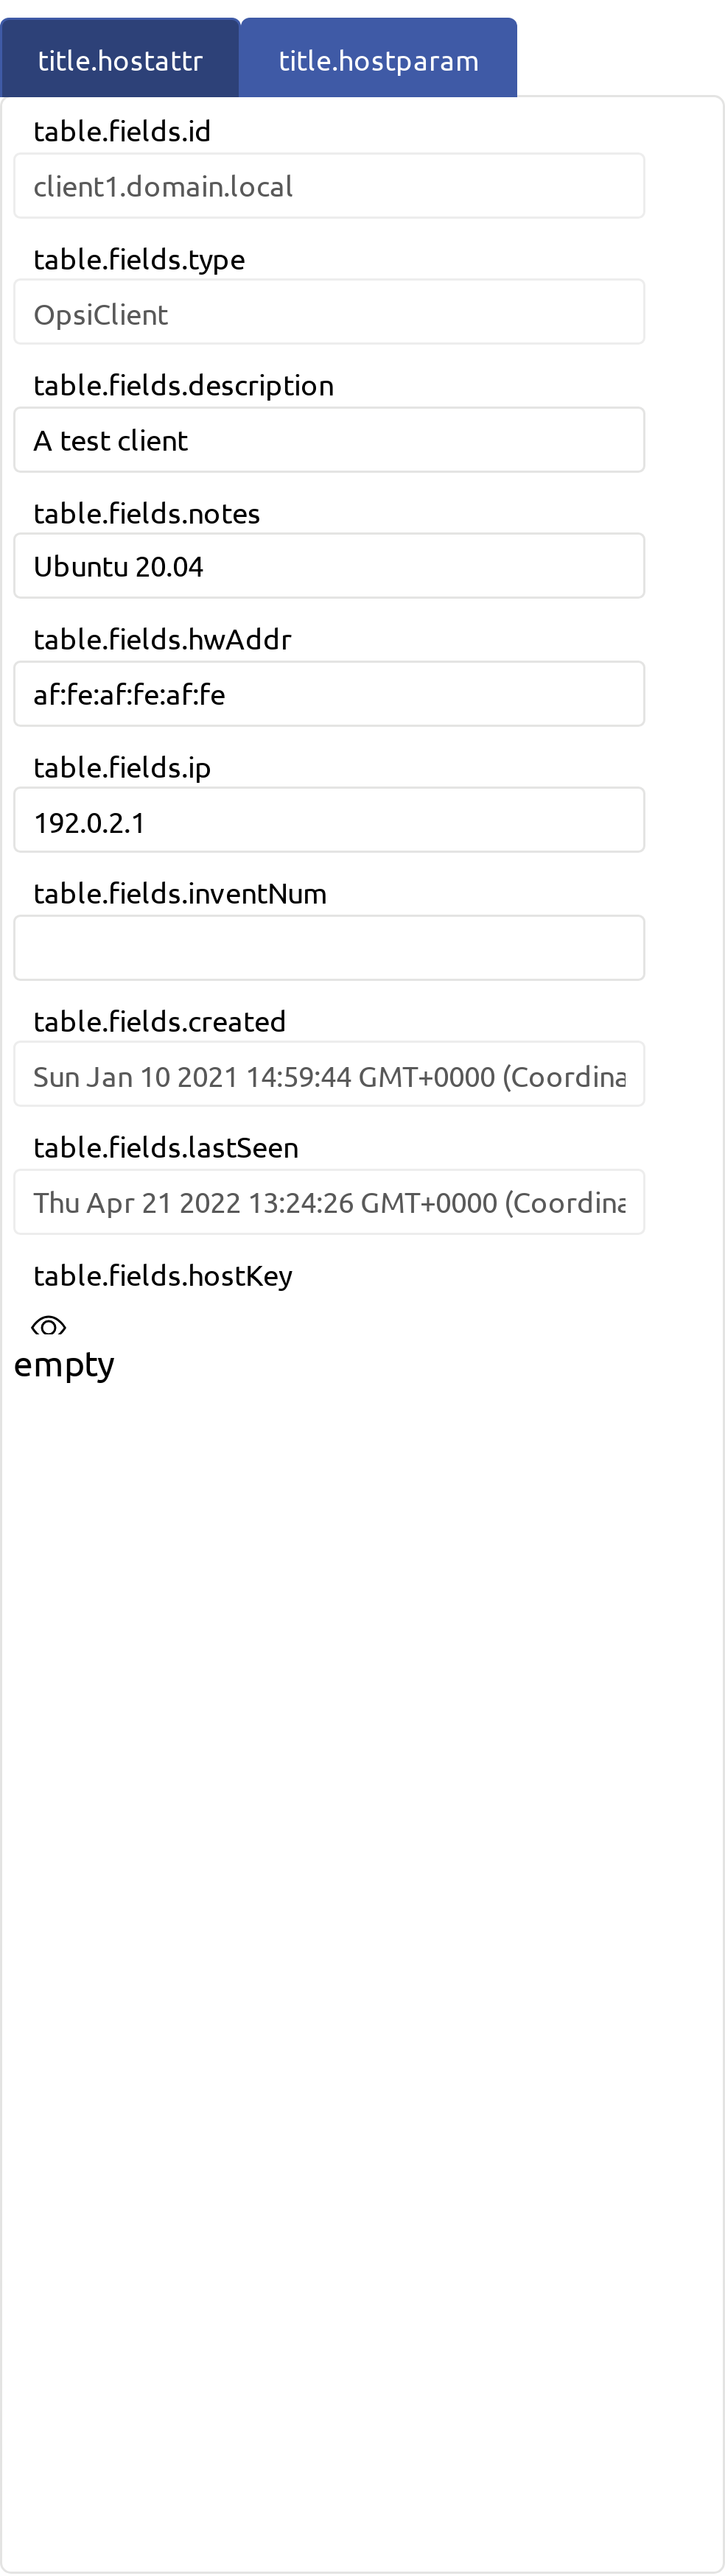 title.hostattr title.hostparam
table.fields.id
client1.domain.local
table.fields.type
OpsiClient
table.fields.description
A test client
table.fields.notes
Ubuntu 20.04
table.fields.hwAddr
af:fe:af:fe:af:fe
table.fields.ip
192.0.2.1
table.fields.inventNum
table.fields.created
Sun Jan 10 2021 14:59:44 GMT+0000 (Coordina
table.fields.lastSeen
Thu Apr 21 2022 13:24:26 GMT+0000 (Coordina
table.fields.hostKey
empty